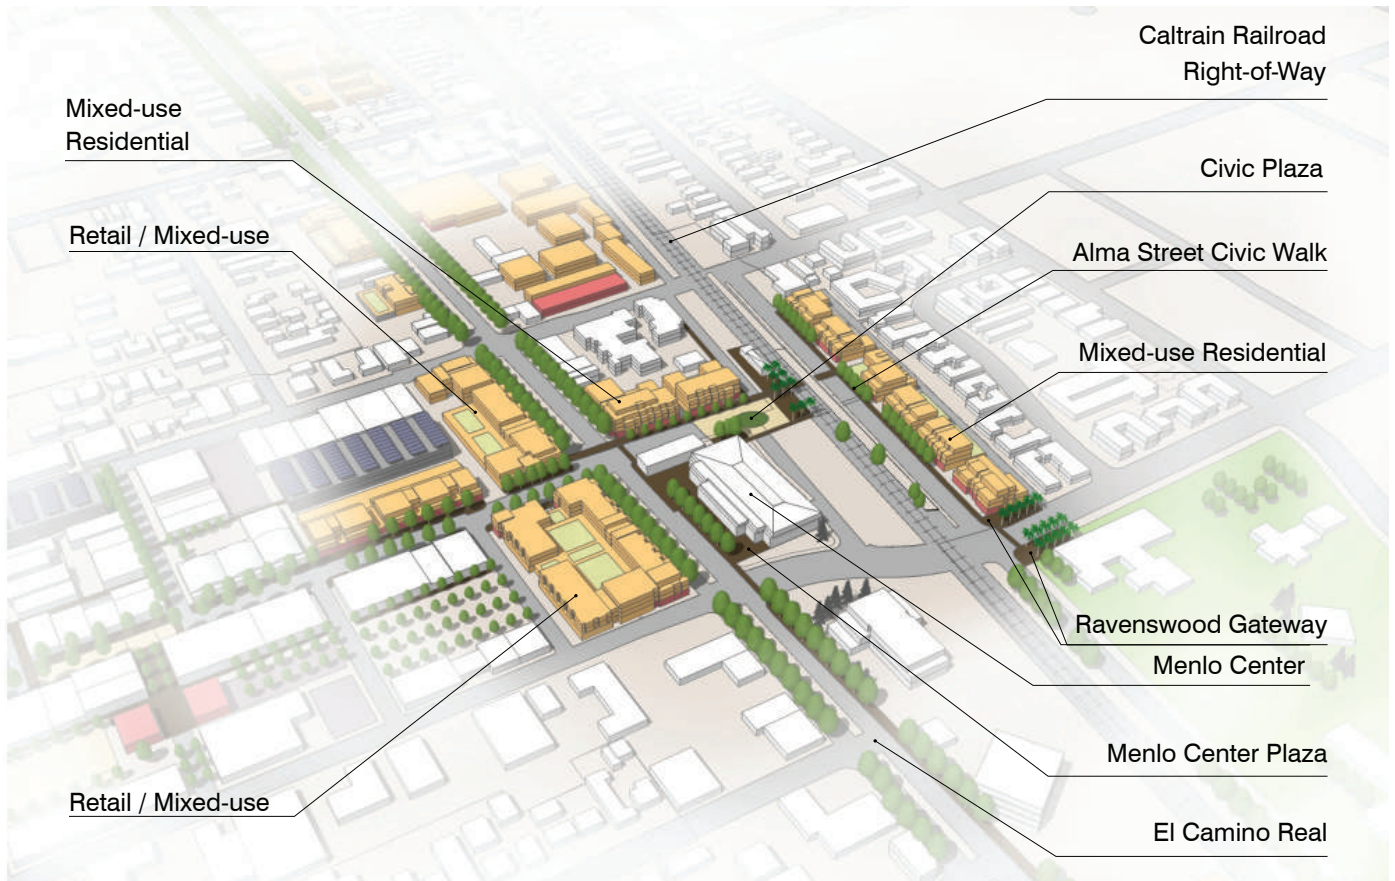 Caltrain Railroad
Right-of-Way
Mixed-use
Residential
Civic Plaza
Retail / Mixed-use
Alma Street Civic Walk
Mixed-use Residential
Ravenswood Gateway
Menlo Center
Menlo Center Plaza
Retail / Mixed-use
El Camino Real